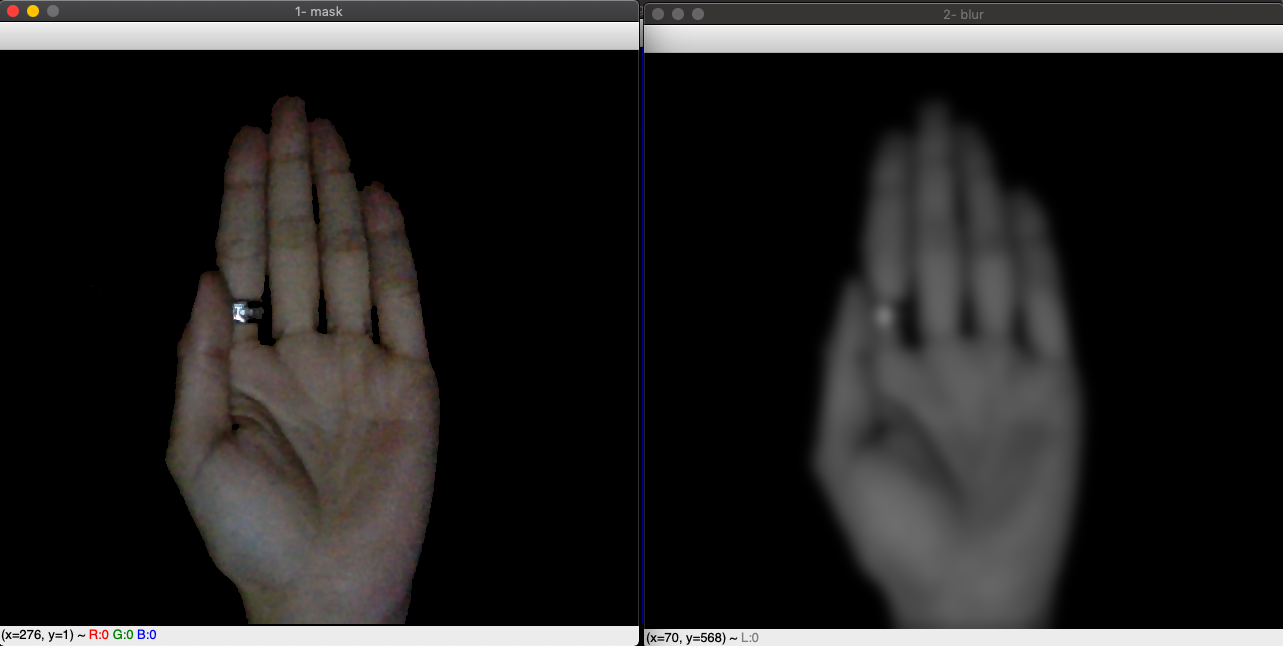 1- mask
2- blur
(x=276, y=1) ~ R:0 G:0 B:0
(x=70, y=568) ~ L:0